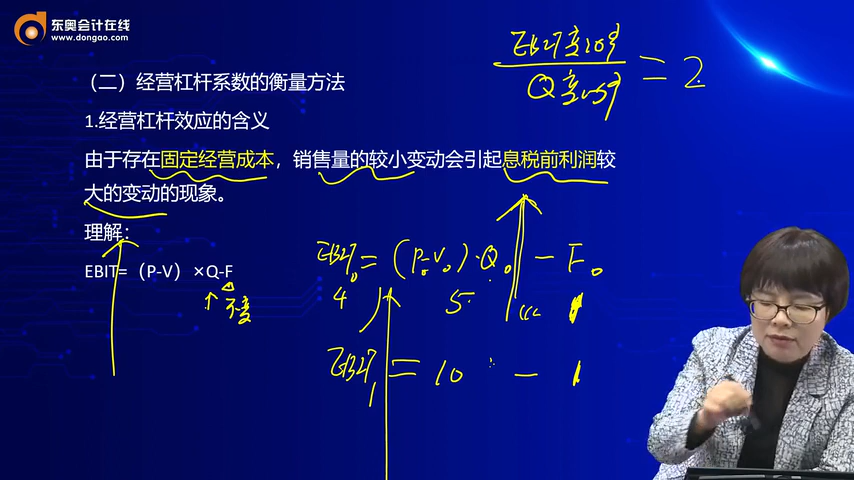 东奥会计在线
www.dongao.com
（二）经营杠杆系数的衡量方法
1.经营杠杆效应的含义
由于存在固定经营成本，销售量的较小变动会引起息税前利润较
大的变动的现象。
理解：
EBIT=（P-V）×Q-F
不变
EBIT变20%
Q变
= 2
EBIT₀ = (P₀-V₀)·Q₀ - F₀
4 5 1
EBIT₁ = 10 - 1